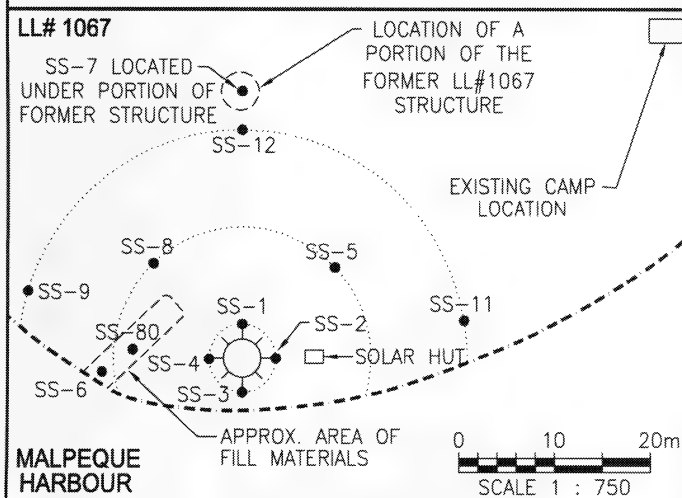 LL# 1067
SS-7 LOCATED
UNDER PORTION OF
FORMER STRUCTURE
LOCATION OF A
PORTION OF THE
FORMER LL#1067
STRUCTURE
SS-12
EXISTING CAMP
LOCATION
SS-8
SS-5
SS-9
SS-1
SS-11
SS-80
SS-2
SS-4
SOLAR HUT
SS-6
SS-3
APPROX. AREA OF
FILL MATERIALS
MALPEQUE
HARBOUR
0 10 20m
SCALE 1 : 750